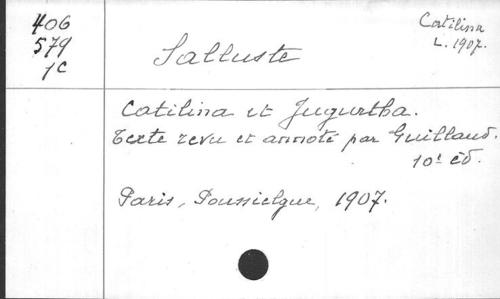 406
579
1C
Catilina
L. 1907.
Salluste
Catilina et Jugurtha.
Texte revu et annoté par Guillaud.
10e éd.
Paris, Poussielgue, 1907.